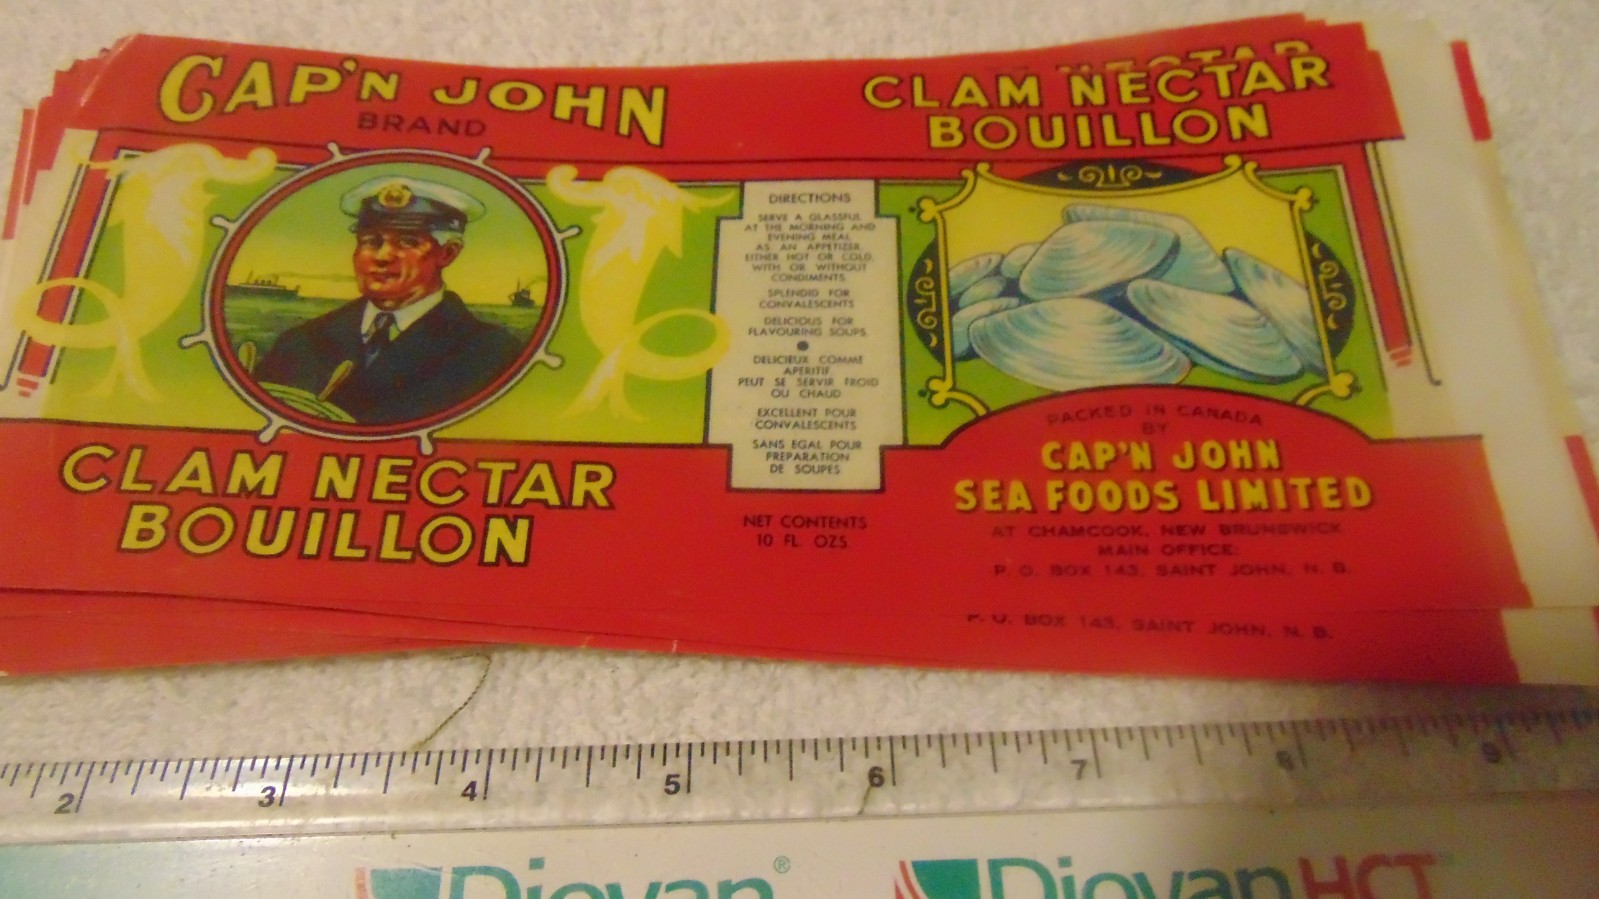 CAP'N JOHN
BRAND
CLAM NECTAR
BOUILLON
DIRECTIONS
SERVE A GLASSFUL
AT THE MORNING AND
EVENING MEAL
AS AN APPETIZER
EITHER HOT OR COLD,
WITH OR WITHOUT
CONDIMENTS.
SPLENDID FOR
CONVALESCENTS
DELICIOUS FOR
FLAVOURING SOUPS.
DELICIEUX COMME
APERITIF
PEUT SE SERVIR FROID
OU CHAUD
EXCELLENT POUR
CONVALESCENTS
SANS EGAL POUR
PREPARATION
DE SOUPES
NET CONTENTS
10 FL. OZS.
NECTAR
CLAM NECTAR
BOUILLON
PACKED IN CANADA
BY
CAP'N JOHN
SEA FOODS LIMITED
AT CHAMCOOK, NEW BRUNSWICK
MAIN OFFICE:
P. O. BOX 143, SAINT JOHN, N. B.
P. O. BOX 143, SAINT JOHN, N. B.
2 3 4 5 6 7 8 9
Diovan®
Diovan HCT